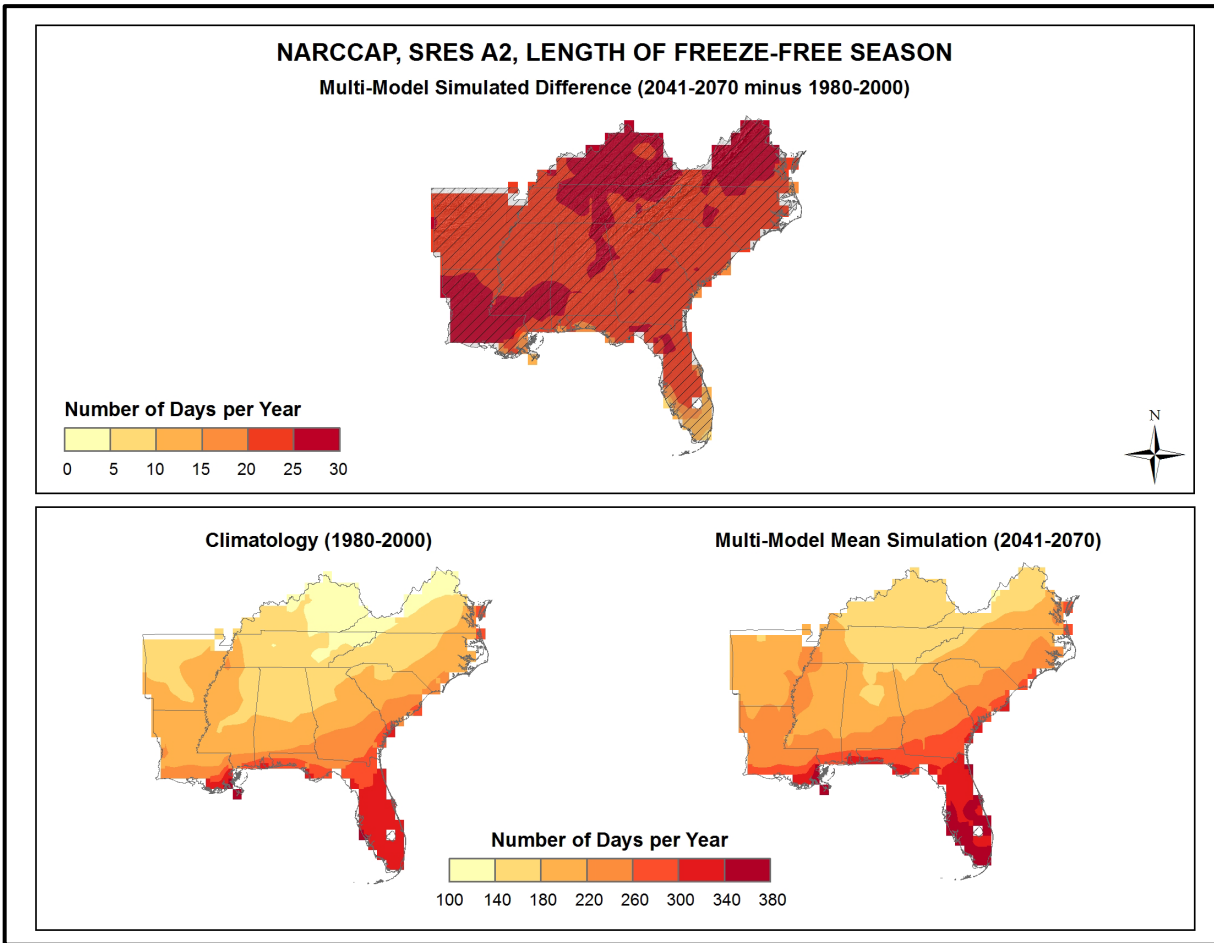 NARCCAP, SRES A2, LENGTH OF FREEZE-FREE SEASON
Multi-Model Simulated Difference (2041-2070 minus 1980-2000)
Number of Days per Year
0 5 10 15 20 25 30
N
Climatology (1980-2000)
Multi-Model Mean Simulation (2041-2070)
Number of Days per Year
100 140 180 220 260 300 340 380